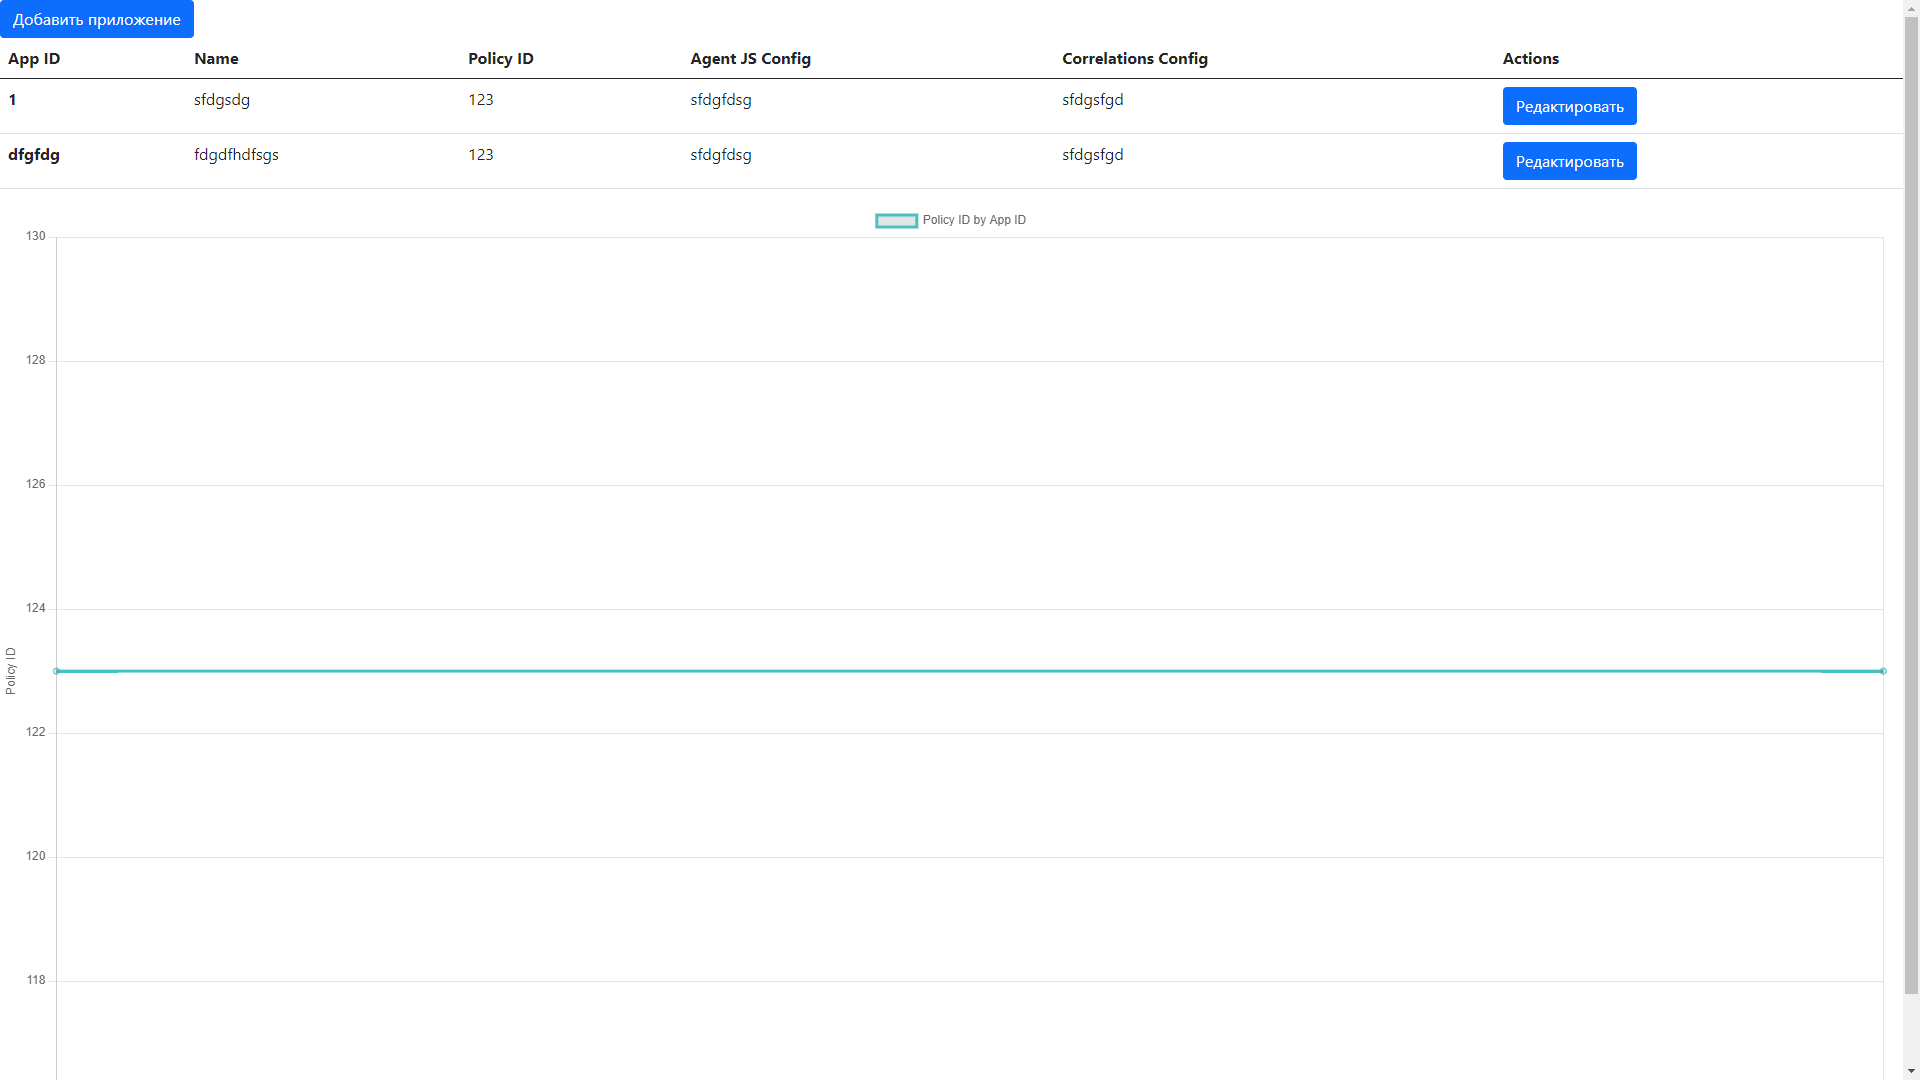 Добавить приложение
App ID Name Policy ID Agent JS Config Correlations Config Actions
1 sfdgsdg 123 sfdgfdsg sfdgsfgd Редактировать
dfgfdg fdgdfhdfsgs 123 sfdgfdsg sfdgsfgd Редактировать
Policy ID by App ID
130
128
126
124
Policy ID
122
120
118